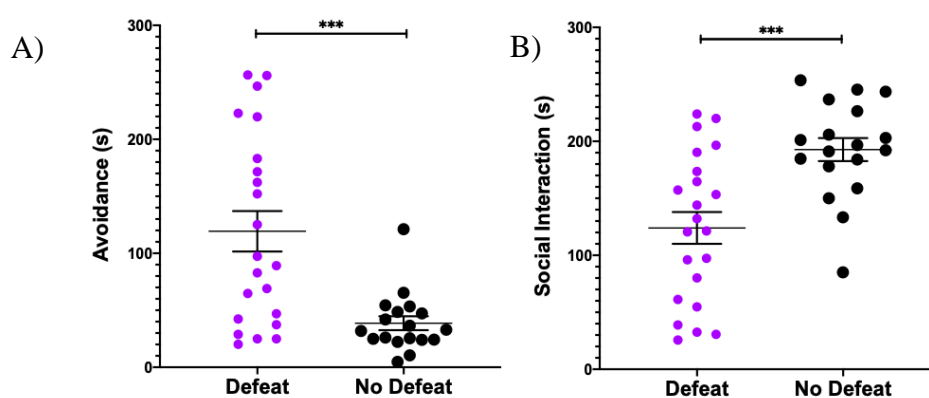 A)
Avoidance (s)
300
200
100
0
***
Defeat
No Defeat
B)
Social Interaction (s)
300
200
100
0
***
Defeat
No Defeat